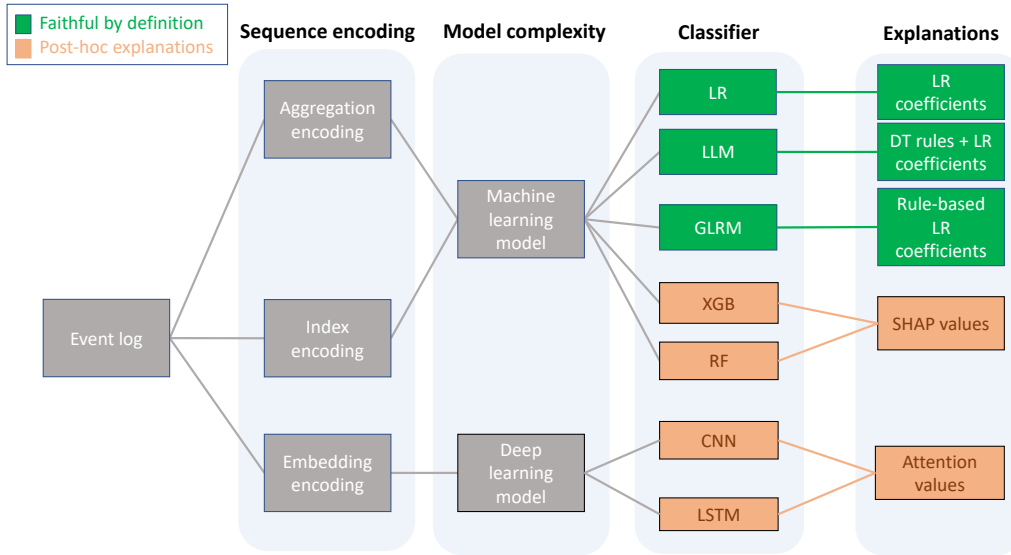 Faithful by definition
Post-hoc explanations
Sequence encoding
Model complexity
Classifier
Explanations
Event log
Aggregation
encoding
Index
encoding
Embedding
encoding
Machine
learning
model
Deep
learning
model
LR
LLM
GLRM
XGB
RF
CNN
LSTM
LR
coefficients
DT rules + LR
coefficients
Rule-based
LR
coefficients
SHAP values
Attention
values